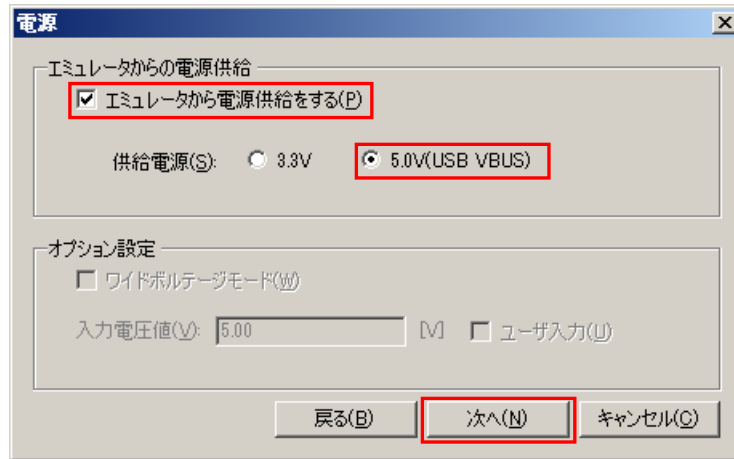 電源
エミュレータからの電源供給
エミュレータから電源供給をする(P)
供給電源(S): 3.3V 5.0V(USB VBUS)
オプション設定
ワイドボルテージモード(W)
入力電圧値(V): 5.00 [V] ユーザ入力(U)
戻る(B) 次へ(N) キャンセル(C)